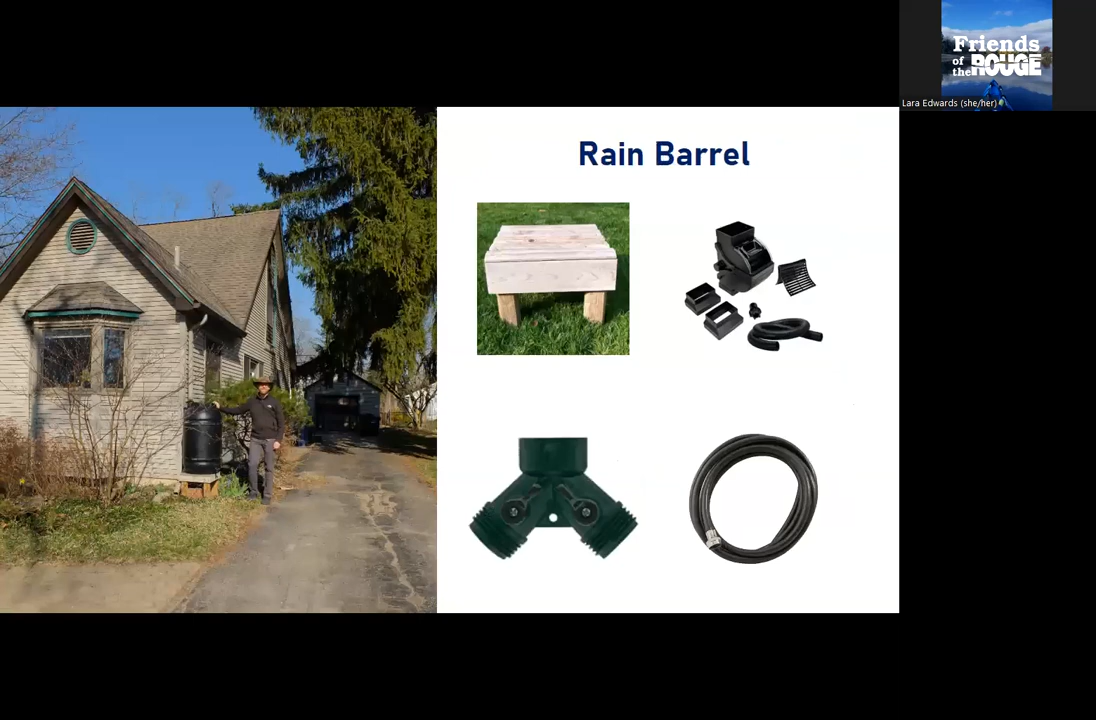 Friends
of
the ROUGE
Lara Edwards (she/her)
Rain Barrel